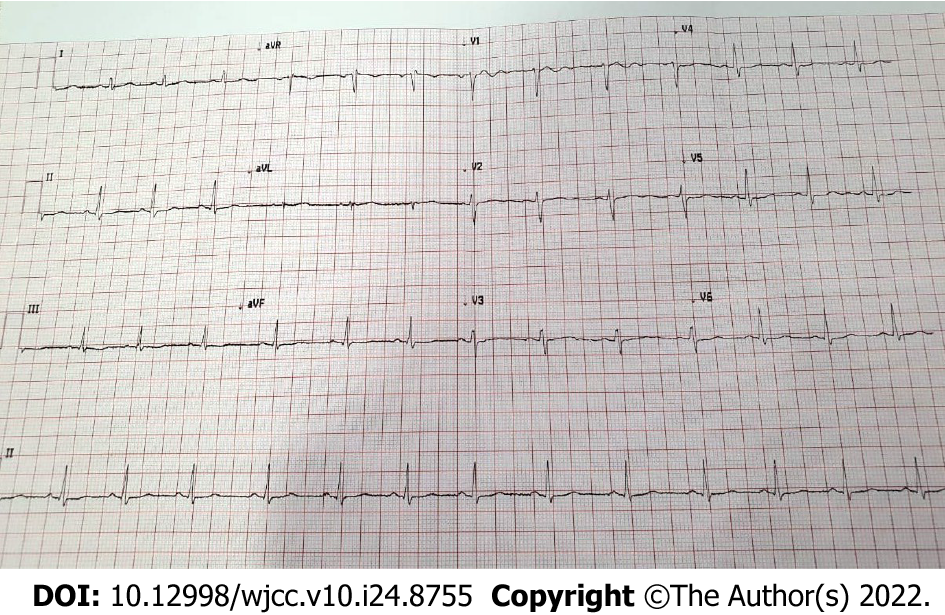 I aVR V1 V4
II aVL V2 V5
III aVF V3 V6
II
DOI: 10.12998/wjcc.v10.i24.8755 Copyright ©The Author(s) 2022.